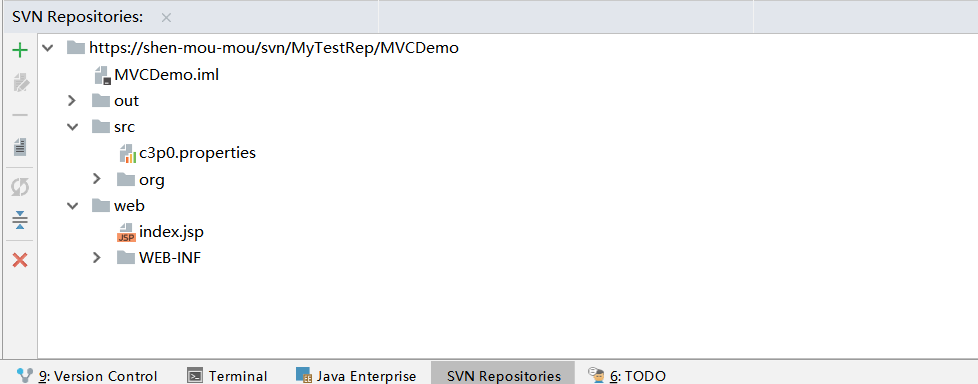 SVN Repositories:
https://shen-mou-mou/svn/MyTestRep/MVCDemo
MVCDemo.iml
out
src
c3p0.properties
org
web
JSP index.jsp
WEB-INF
9: Version Control Terminal Java Enterprise SVN Repositories 6: TODO